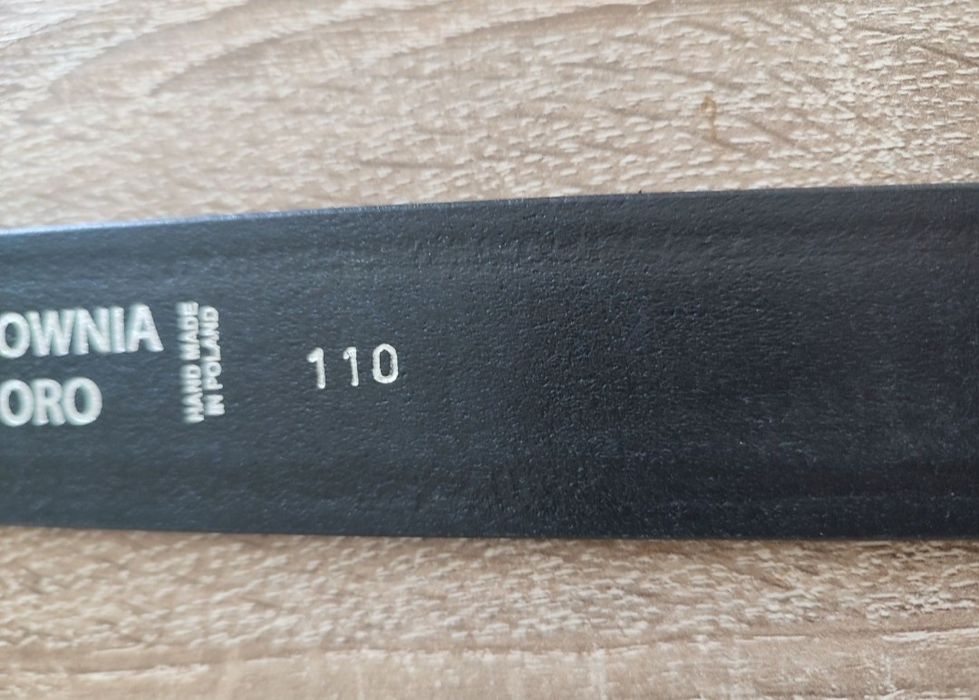 OWNIA
ORO
HAND MADE
IN POLAND
110